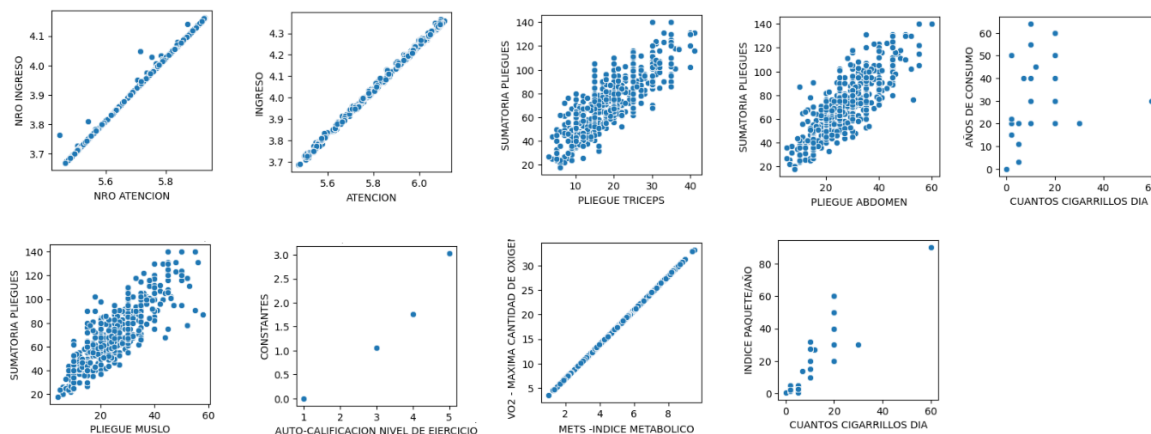 NRO INGRESO
4.1
4.0
3.9
3.8
3.7
5.6 5.8
NRO ATENCION
INGRESO
4.3
4.2
4.1
4.0
3.9
3.8
3.7
5.6 5.8 6.0
ATENCION
SUMATORIA PLIEGUES
140
120
100
80
60
40
20
10 20 30 40
PLIEGUE TRICEPS
SUMATORIA PLIEGUES
140
120
100
80
60
40
20
20 40 60
PLIEGUE ABDOMEN
AÑOS DE CONSUMO
60
50
40
30
20
10
0
0 20 40 60
CUANTOS CIGARRILLOS DIA
SUMATORIA PLIEGUES
140
120
100
80
60
40
20
20 40 60
PLIEGUE MUSLO
CONSTANTES
3.0
2.5
2.0
1.5
1.0
0.5
0.0
1 2 3 4 5
AUTO-CALIFICACION NIVEL DE EJERCICIO
VO2 - MAXIMA CANTIDAD DE OXIGEN
30
25
20
15
10
5
2 4 6 8
METS -INDICE METABOLICO
INDICE PAQUETE/AÑO
80
60
40
20
0
0 20 40 60
CUANTOS CIGARRILLOS DIA